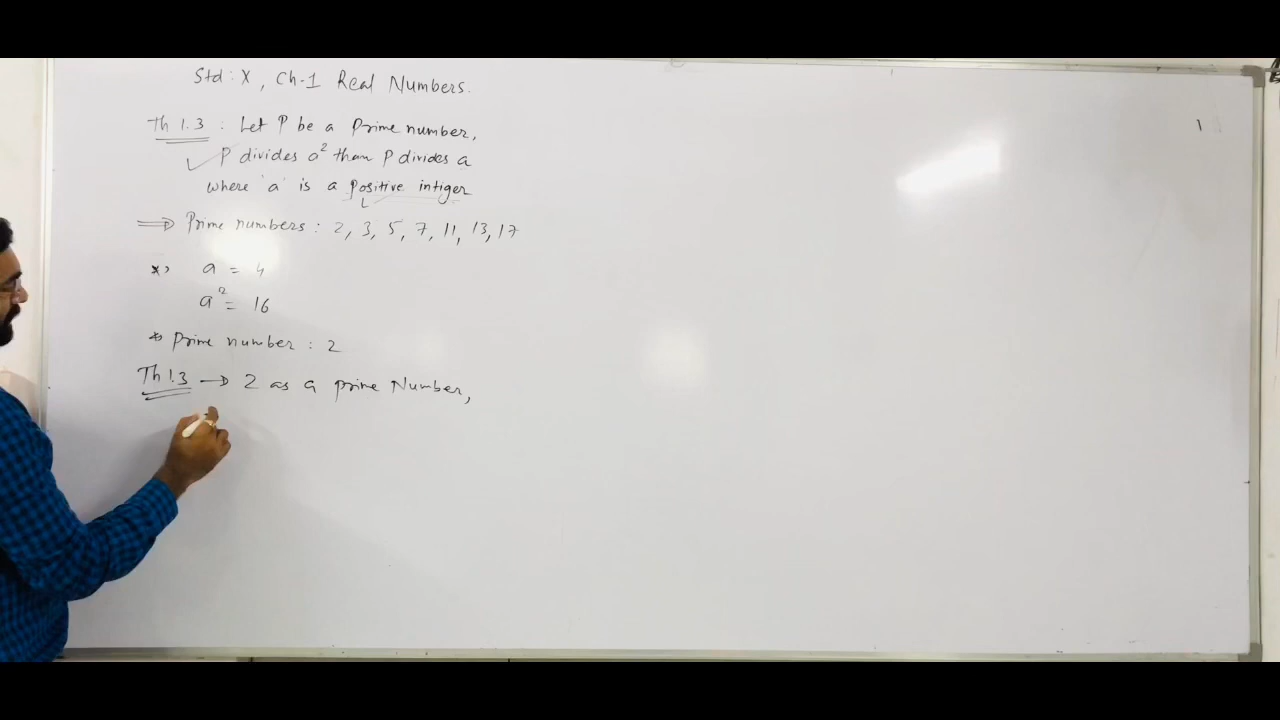 Std : X , Ch-1 Real Numbers.
1
Th 1.3 : Let P be a Prime number,
P divides a² than P divides a
where 'a' is a positive intiger
⇒ Prime numbers : 2, 3, 5, 7, 11, 13, 17
* a = 4
a² = 16
* Prime number : 2
Th 1.3 → 2 as a prime Number,